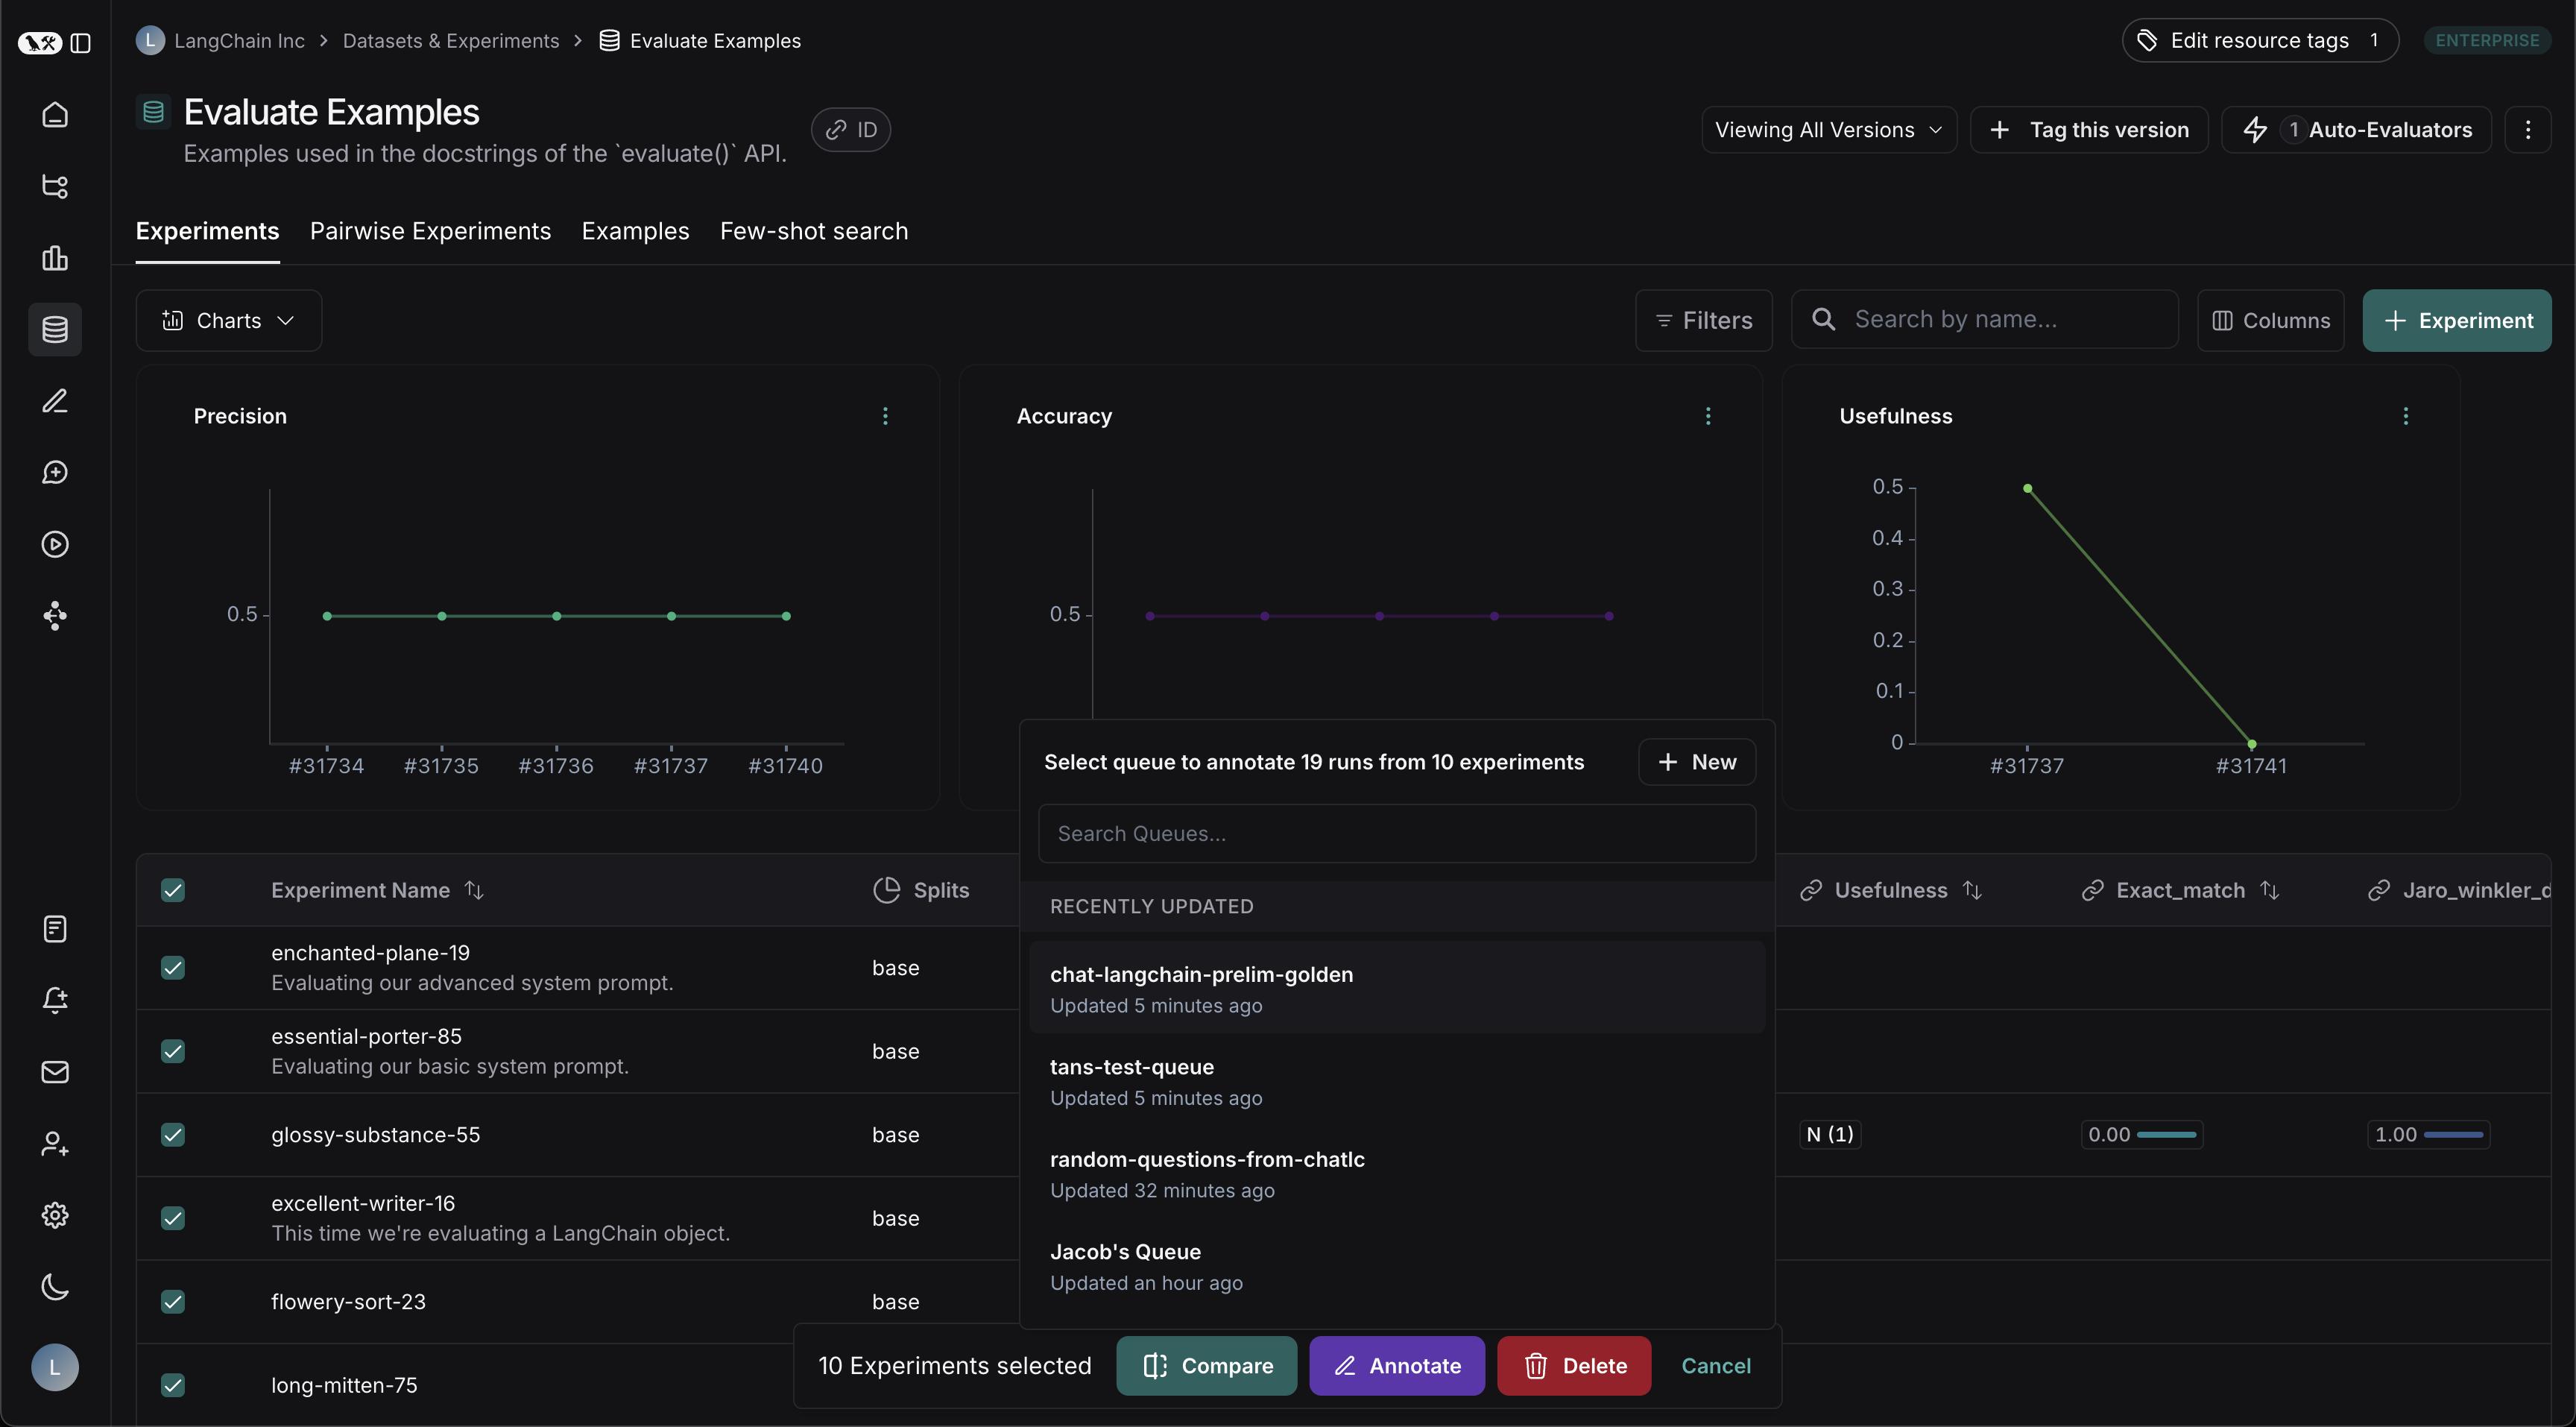 L LangChain Inc > Datasets & Experiments > Evaluate Examples
Edit resource tags 1
ENTERPRISE
Evaluate Examples
Examples used in the docstrings of the `evaluate()` API.
ID
Viewing All Versions
+ Tag this version
1 Auto-Evaluators
Experiments
Pairwise Experiments
Examples
Few-shot search
Charts
Filters
Search by name...
Columns
+ Experiment
Precision
0.5
#31734 #31735 #31736 #31737 #31740
Accuracy
0.5
Usefulness
0.5
0.4
0.3
0.2
0.1
0
#31737 #31741
Select queue to annotate 19 runs from 10 experiments
+ New
Search Queues...
RECENTLY UPDATED
chat-langchain-prelim-golden
Updated 5 minutes ago
tans-test-queue
Updated 5 minutes ago
random-questions-from-chatlc
Updated 32 minutes ago
Jacob's Queue
Updated an hour ago
Experiment Name
Splits
Usefulness
Exact_match
Jaro_winkler_d
enchanted-plane-19
Evaluating our advanced system prompt.
base
essential-porter-85
Evaluating our basic system prompt.
base
glossy-substance-55
base
N (1)
0.00
1.00
excellent-writer-16
This time we're evaluating a LangChain object.
base
flowery-sort-23
base
long-mitten-75
10 Experiments selected
Compare
Annotate
Delete
Cancel
L